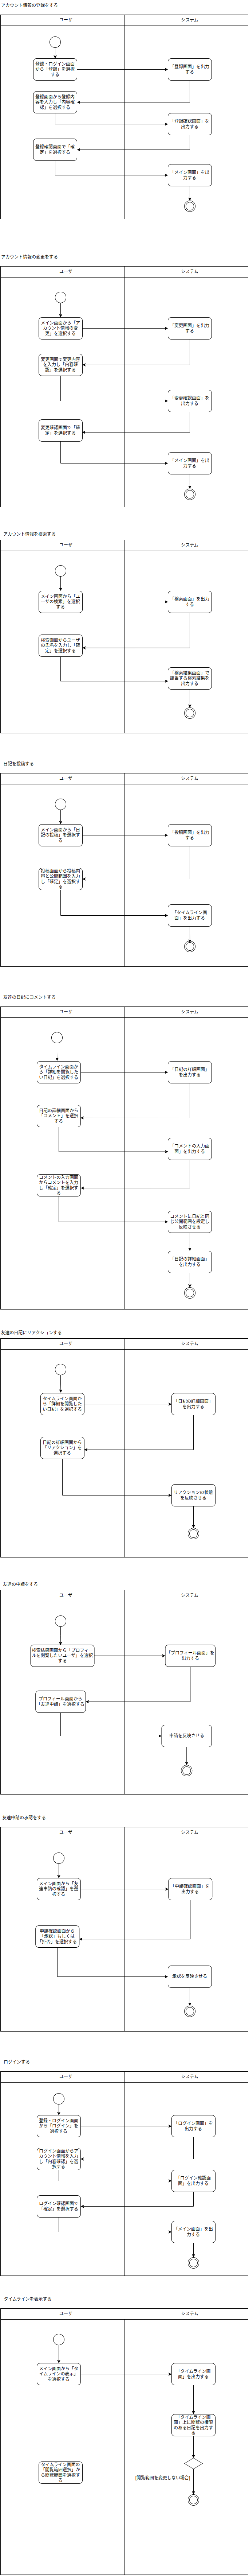 アカウント情報の登録をする
ユーザ
システム
登録・ログイン画面
から「登録」を選択
する
「登録画面」を出力
する
登録画面から登録内
容を入力し「内容確
認」を選択する
「登録確認画面」を
出力する
登録確認画面で「確
定」を選択する
「メイン画面」を出
力する
アカウント情報の変更をする
ユーザ
システム
メイン画面から「ア
カウント情報の変
更」を選択する
「変更画面」を出力
する
変更画面で変更内容
を入力し「内容確
認」を選択する
「変更確認画面」を
出力する
変更確認画面で「確
定」を選択する
「メイン画面」を出
力する
アカウント情報を検索する
ユーザ
システム
メイン画面から「ユ
ーザの検索」を選択
する
「検索画面」を出力
する
検索画面からユーザ
の氏名を入力し「確
定」を選択する
「検索結果画面」で
該当する検索結果を
出力する
日記を投稿する
ユーザ
システム
メイン画面から「日
記の投稿」を選択す
る
「投稿画面」を出力
する
投稿画面から投稿内
容と公開範囲を入力
し「確定」を選択す
る
「タイムライン画
面」を出力する
友達の日記にコメントする
ユーザ
システム
タイムライン画面か
ら「詳細を閲覧した
い日記」を選択する
「日記の詳細画面」
を出力する
日記の詳細画面から
「コメント」を選択
する
「コメントの入力画
面」を出力する
コメントの入力画面
からコメントを入力
し「確定」を選択す
る
コメントに日記と同
じ公開範囲を設定し
反映させる
「日記の詳細画面」
を出力する
友達の日記にリアクションする
ユーザ
システム
タイムライン画面か
ら「詳細を閲覧した
い日記」を選択する
「日記の詳細画面」
を出力する
日記の詳細画面から
「リアクション」を
選択する
リアクションの状態
を反映させる
友達の申請をする
ユーザ
システム
検索結果画面から「プロフィー
ルを閲覧したいユーザ」を選択
する
「プロフィール画面」を
出力する
プロフィール画面から
「友達申請」を選択する
申請を反映させる
友達申請の承認をする
ユーザ
システム
メイン画面から「友
達申請の確認」を選
択する
「申請確認画面」を
出力する
申請確認画面から
「承認」もしくは
「拒否」を選択する
承認を反映させる
ログインする
ユーザ
システム
登録・ログイン画面
から「ログイン」を
選択する
「ログイン画面」を
出力する
ログイン画面からア
カウント情報を入力
し「内容確認」を選
択する
「ログイン確認画
面」を出力する
ログイン確認画面で
「確定」を選択する
「メイン画面」を出
力する
タイムラインを表示する
ユーザ
システム
メイン画面から「タ
イムラインの表示」
を選択する
「タイムライン画
面」を出力する
「タイムライン画
面」上に閲覧の権限
のある日記を出力す
る
タイムライン画面の
「閲覧範囲選択」か
ら閲覧範囲を選択す
る
[閲覧範囲を変更しない場合]